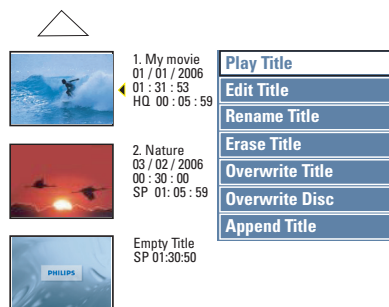 1. My movie
01 / 01 / 2006
01 : 31 : 53
HQ 00 : 05 : 59
2. Nature
03 / 02 / 2006
00 : 30 : 00
SP 01: 05 : 59
PHILIPS
Empty Title
SP 01:30:50
Play Title
Edit Title
Rename Title
Erase Title
Overwrite Title
Overwrite Disc
Append Title